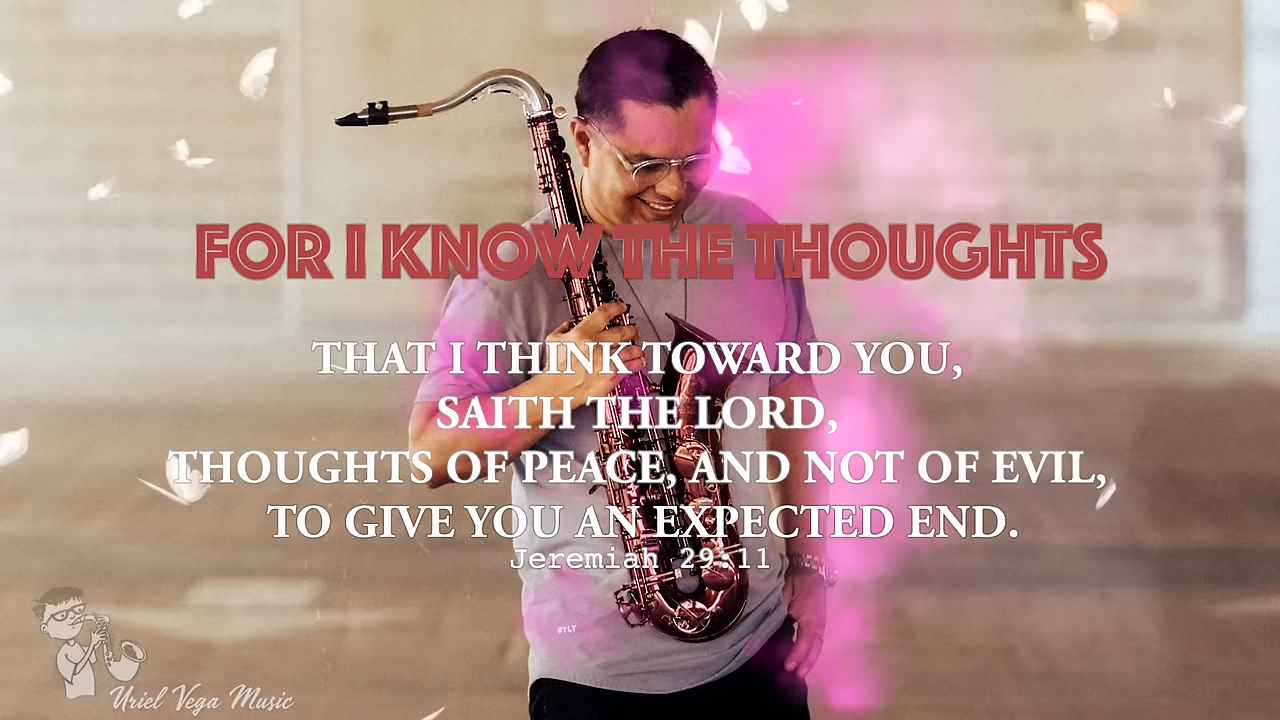 FOR I KNOW THE THOUGHTS
THAT I THINK TOWARD YOU,
SAITH THE LORD,
THOUGHTS OF PEACE, AND NOT OF EVIL,
TO GIVE YOU AN EXPECTED END.
Jeremiah 29:11
SYLT
Uriel Vega Music